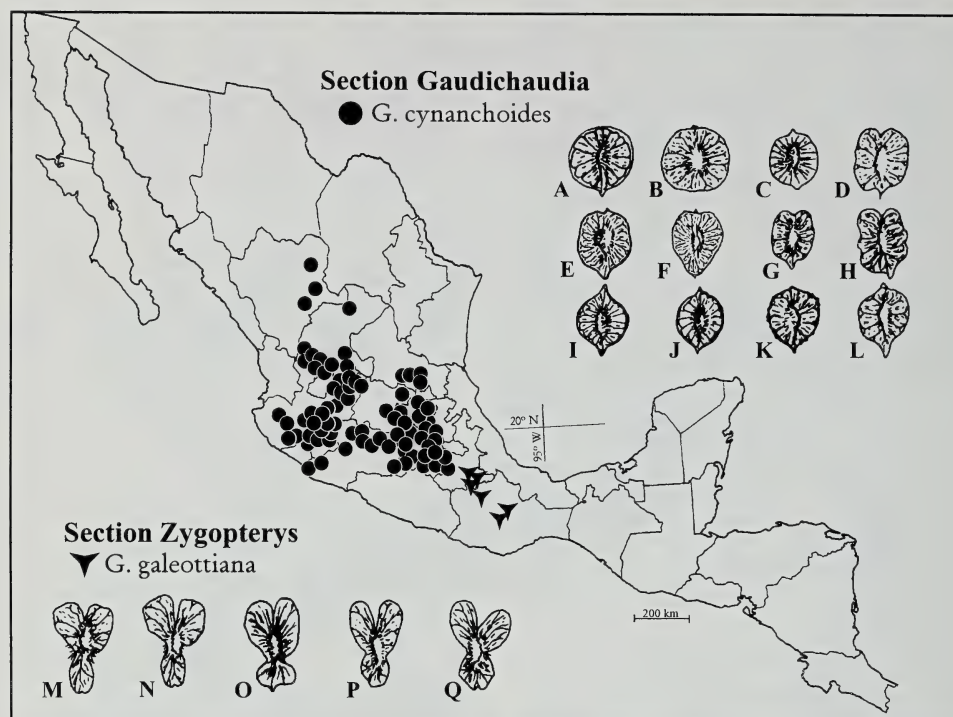 Section Gaudichaudia
G. cynanchoides
A B C D
E F G H
I J K L
20° N
95° W
Section Zygopterys
G. galeottiana
200 km
M N O P Q